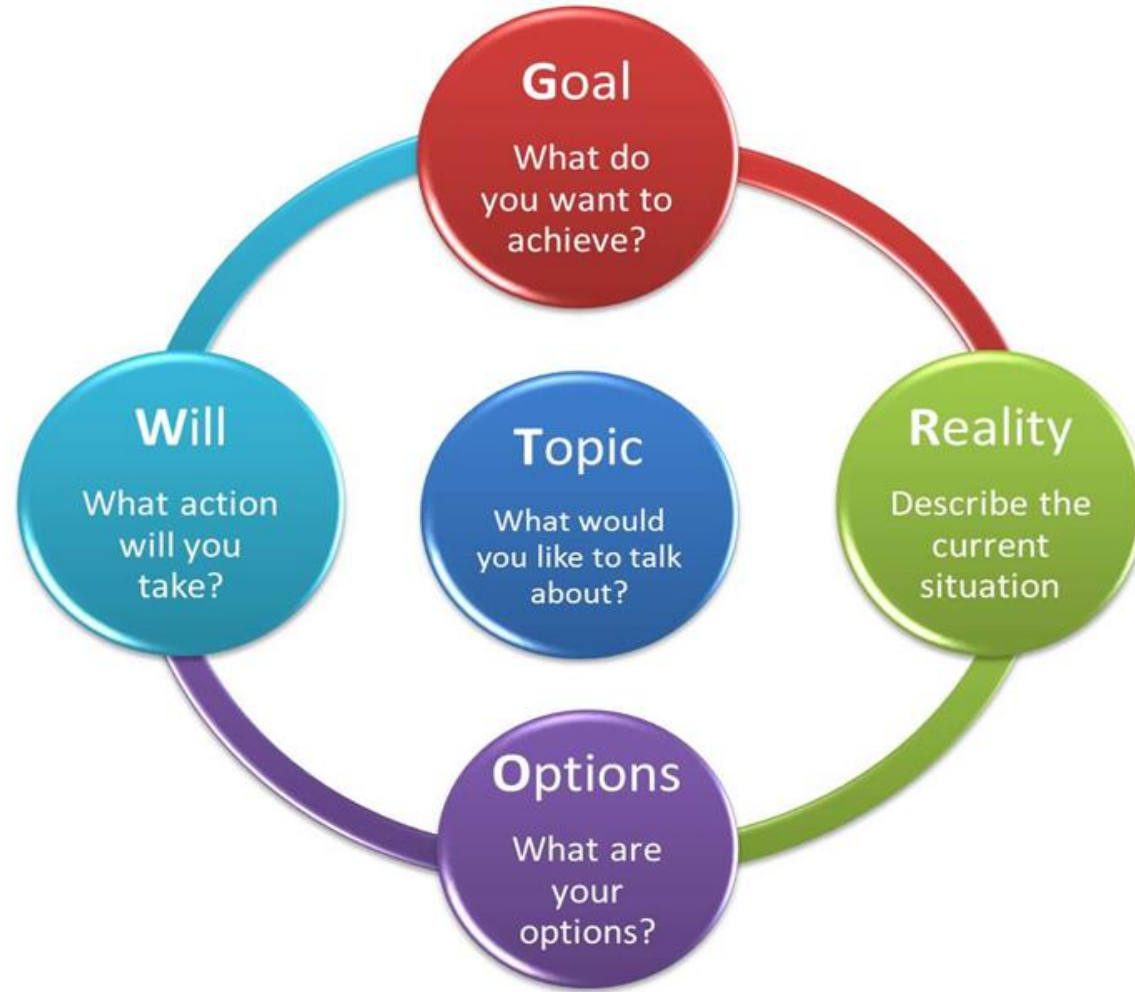 Goal
What do
you want to
achieve?
Will
What action
will you
take?
Topic
What would
you like to talk
about?
Reality
Describe the
current
situation
Options
What are
your
options?